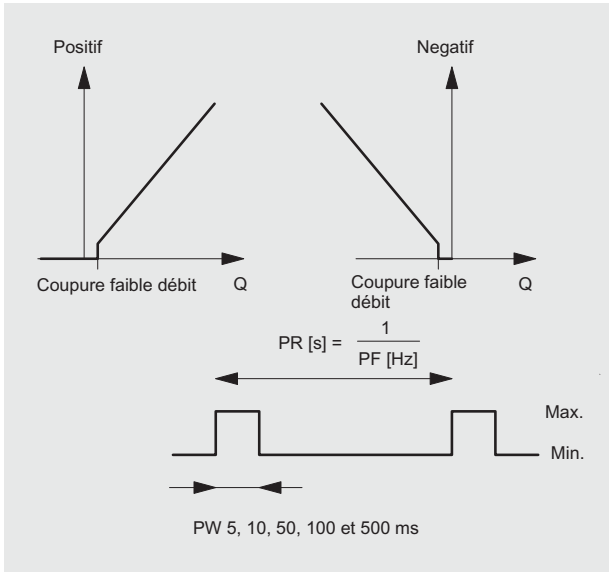 Positif
Negatif
Coupure faible débit
Q
Coupure faible
débit
Q
PR [s] = 1
PF [Hz]
Max.
Min.
PW 5, 10, 50, 100 et 500 ms